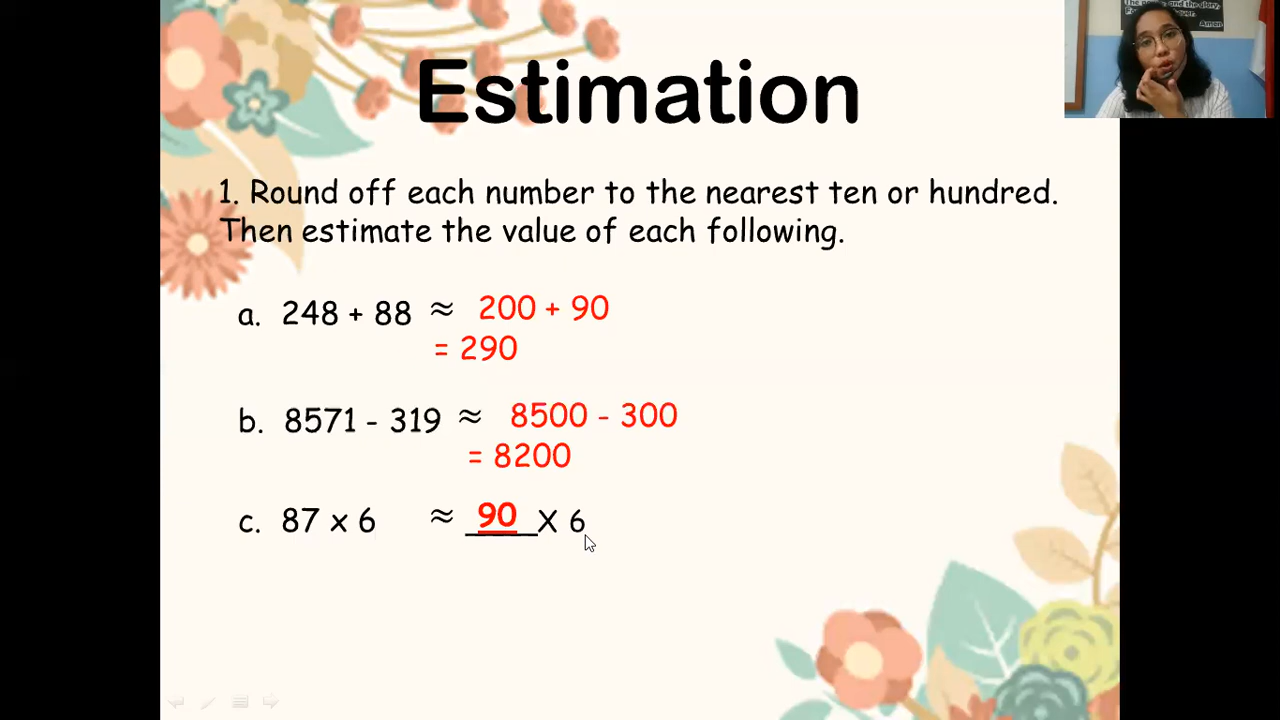 Estimation
1. Round off each number to the nearest ten or hundred.
Then estimate the value of each following.
a. 248 + 88 ≈ 200 + 90
= 290
b. 8571 - 319 ≈ 8500 - 300
= 8200
c. 87 x 6 ≈ 90 X 6